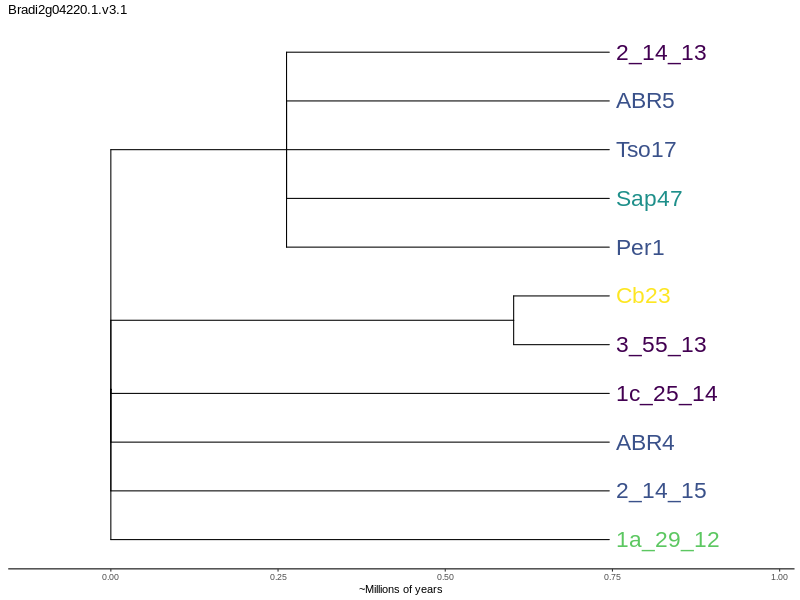 Bradi2g04220.1.v3.1
2_14_13
ABR5
Tso17
Sap47
Per1
Cb23
3_55_13
1c_25_14
ABR4
2_14_15
1a_29_12
0.00 0.25 0.50 0.75 1.00
~Millions of years